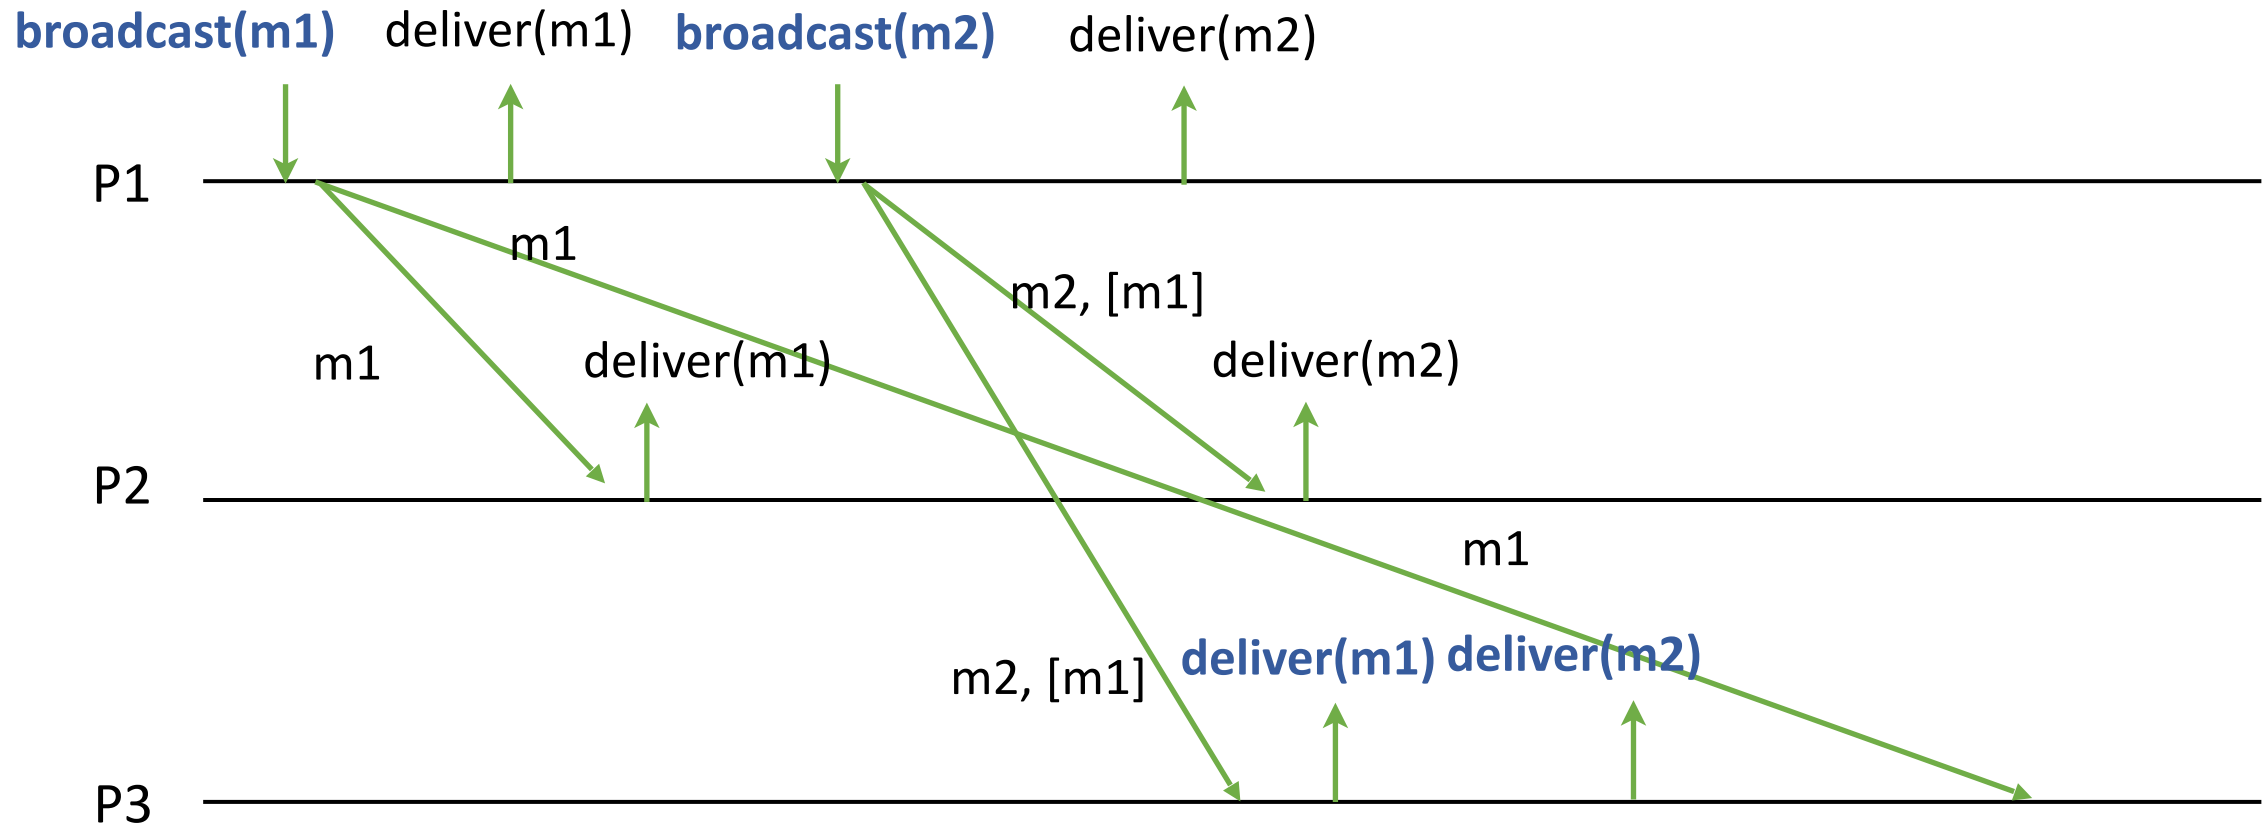 broadcast(m1) deliver(m1) broadcast(m2) deliver(m2)
P1
m1
m2, [m1]
m1
deliver(m1)
deliver(m2)
P2
m1
deliver(m1) deliver(m2)
m2, [m1]
P3